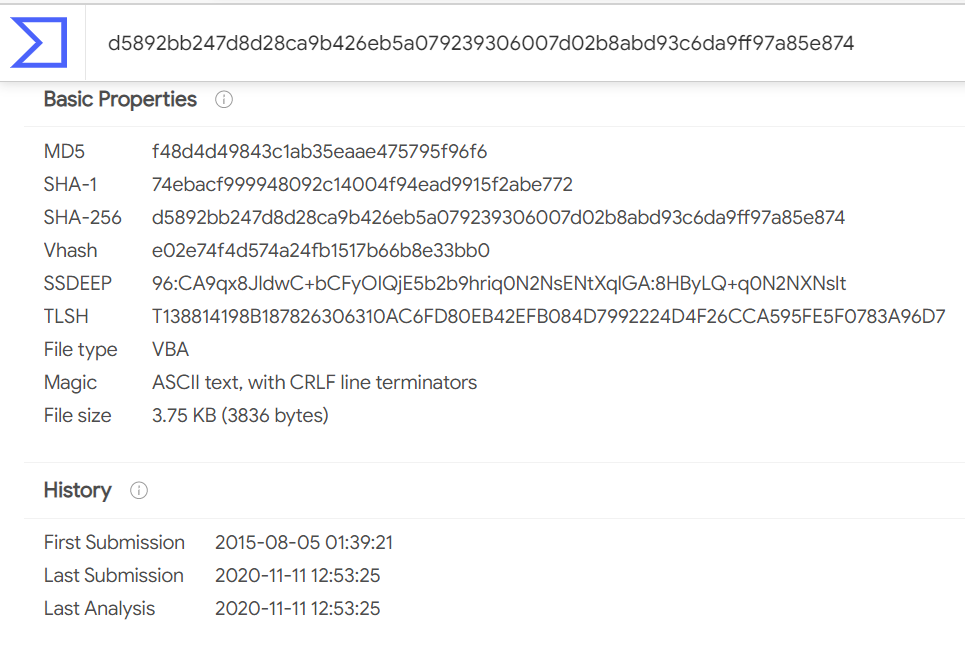 d5892bb247d8d28ca9b426eb5a079239306007d02b8abd93c6da9ff97a85e874
Basic Properties
MD5 f48d4d49843c1ab35eaae475795f96f6
SHA-1 74ebacf999948092c14004f94ead9915f2abe772
SHA-256 d5892bb247d8d28ca9b426eb5a079239306007d02b8abd93c6da9ff97a85e874
Vhash e02e74f4d574a24fb1517b66b8e33bb0
SSDEEP 96:CA9qx8JldwC+bCFyOIQjE5b2b9hriq0N2NsENtXqlGA:8HByLQ+q0N2NXNslt
TLSH T138814198B187826306310AC6FD80EB42EFB084D7992224D4F26CCA595FE5F0783A96D7
File type VBA
Magic ASCII text, with CRLF line terminators
File size 3.75 KB (3836 bytes)
History
First Submission 2015-08-05 01:39:21
Last Submission 2020-11-11 12:53:25
Last Analysis 2020-11-11 12:53:25